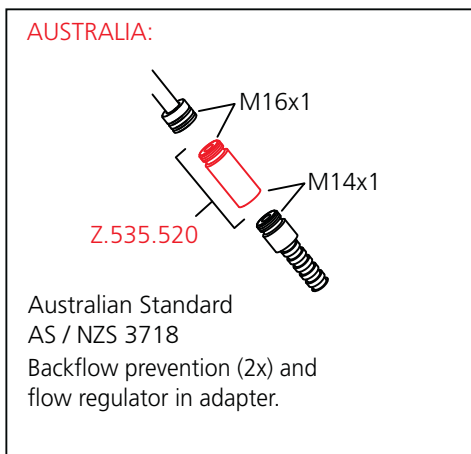 AUSTRALIA:
M16x1
M14x1
Z.535.520
Australian Standard
AS / NZS 3718
Backflow prevention (2x) and
flow regulator in adapter.